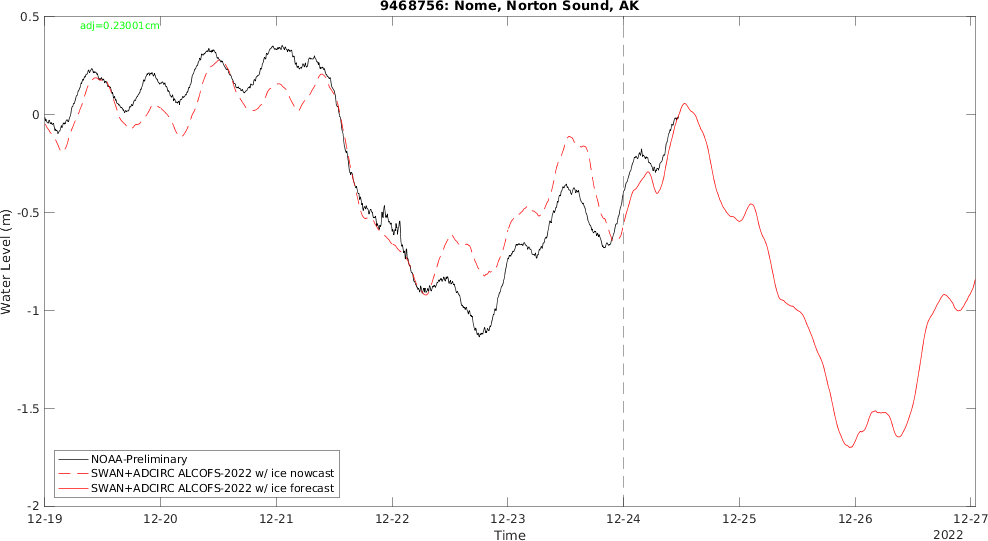 9468756: Nome, Norton Sound, AK
adj=0.23001cm
0.5
0
-0.5
-1
-1.5
-2
Water Level (m)
NOAA-Preliminary
SWAN+ADCIRC ALCOFS-2022 w/ ice nowcast
SWAN+ADCIRC ALCOFS-2022 w/ ice forecast
12-19 12-20 12-21 12-22 12-23 12-24 12-25 12-26 12-27
Time
2022